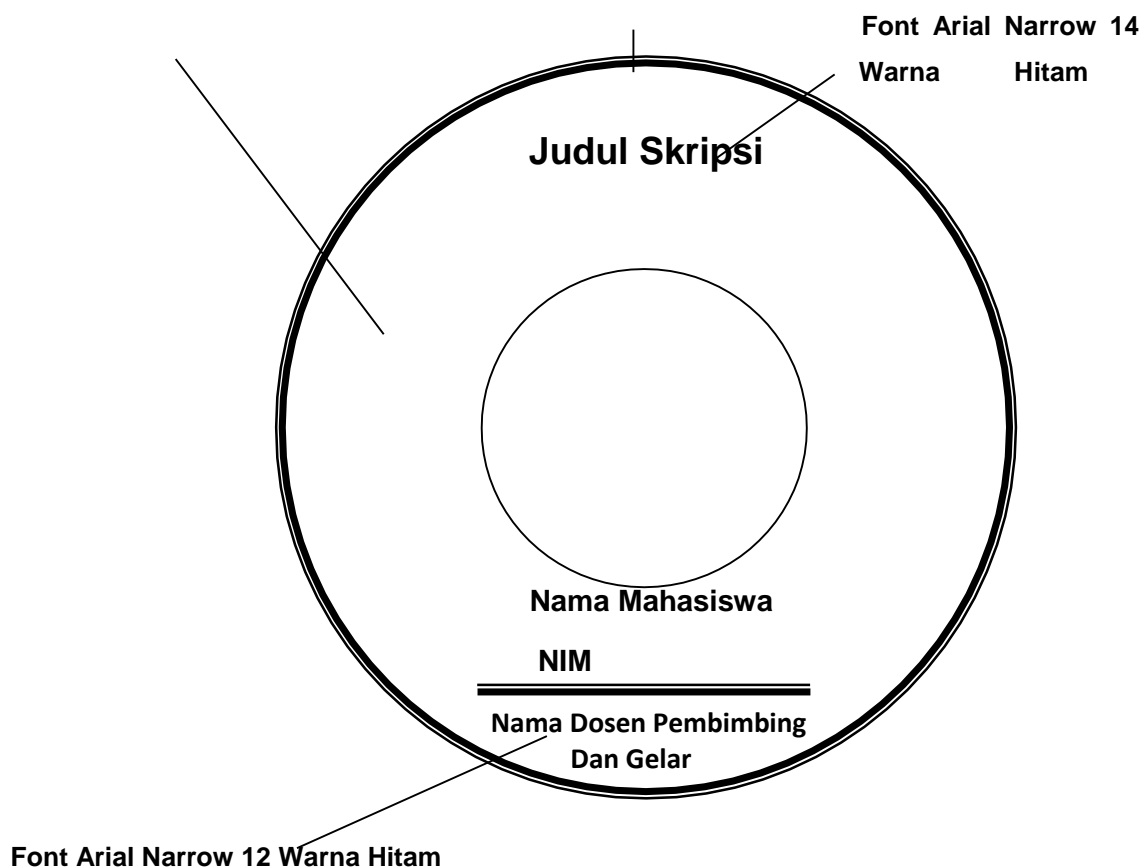 Font Arial Narrow 14
Warna Hitam
Judul Skripsi
Nama Mahasiswa
NIM
Nama Dosen Pembimbing
Dan Gelar
Font Arial Narrow 12 Warna Hitam